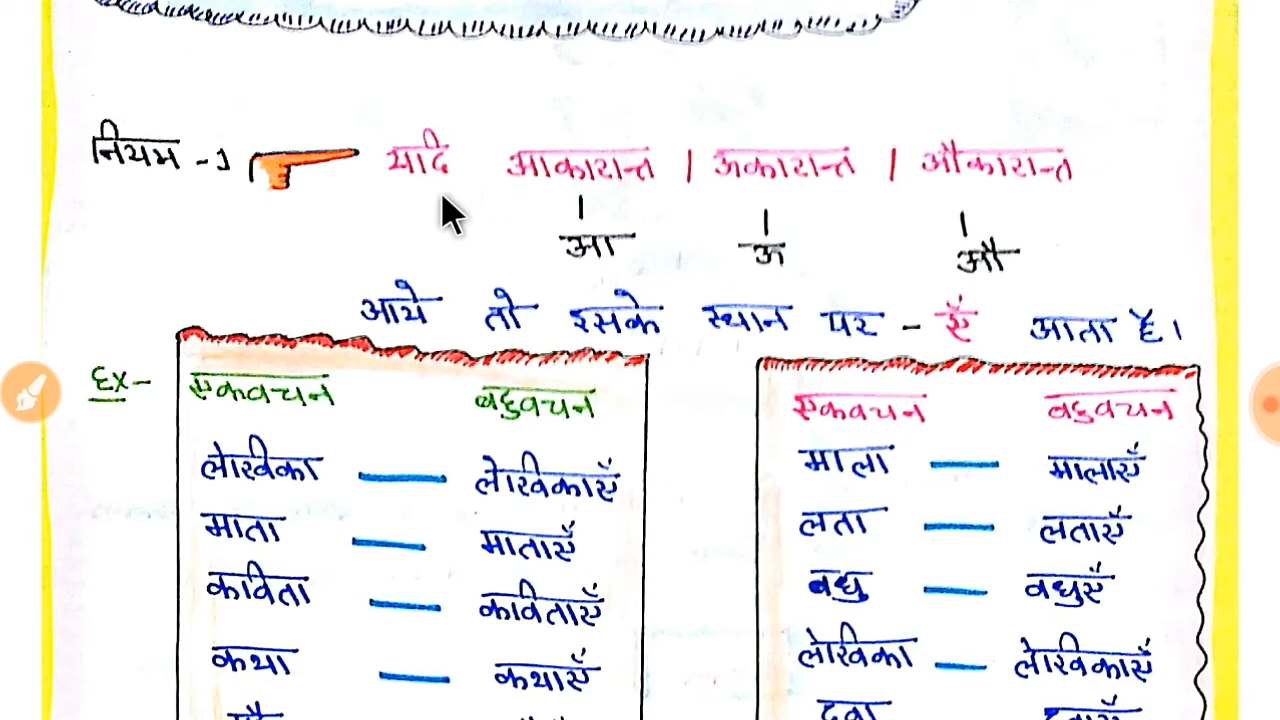 नियम -1 यदि आकारान्त | ऊकारान्त | औकारान्त
आ ऊ औ
आये तो इसके स्थान पर - एँ आता है।
Ex-
एकवचन बहुवचन
लेखिका — लेखिकाएँ
माता — माताएँ
कविता — कविताएँ
कथा — कथाएँ
एकवचन बहुवचन
माला — मालाएँ
लता — लताएँ
बधु — वधुएँ
लेखिका — लेखिकाएँ